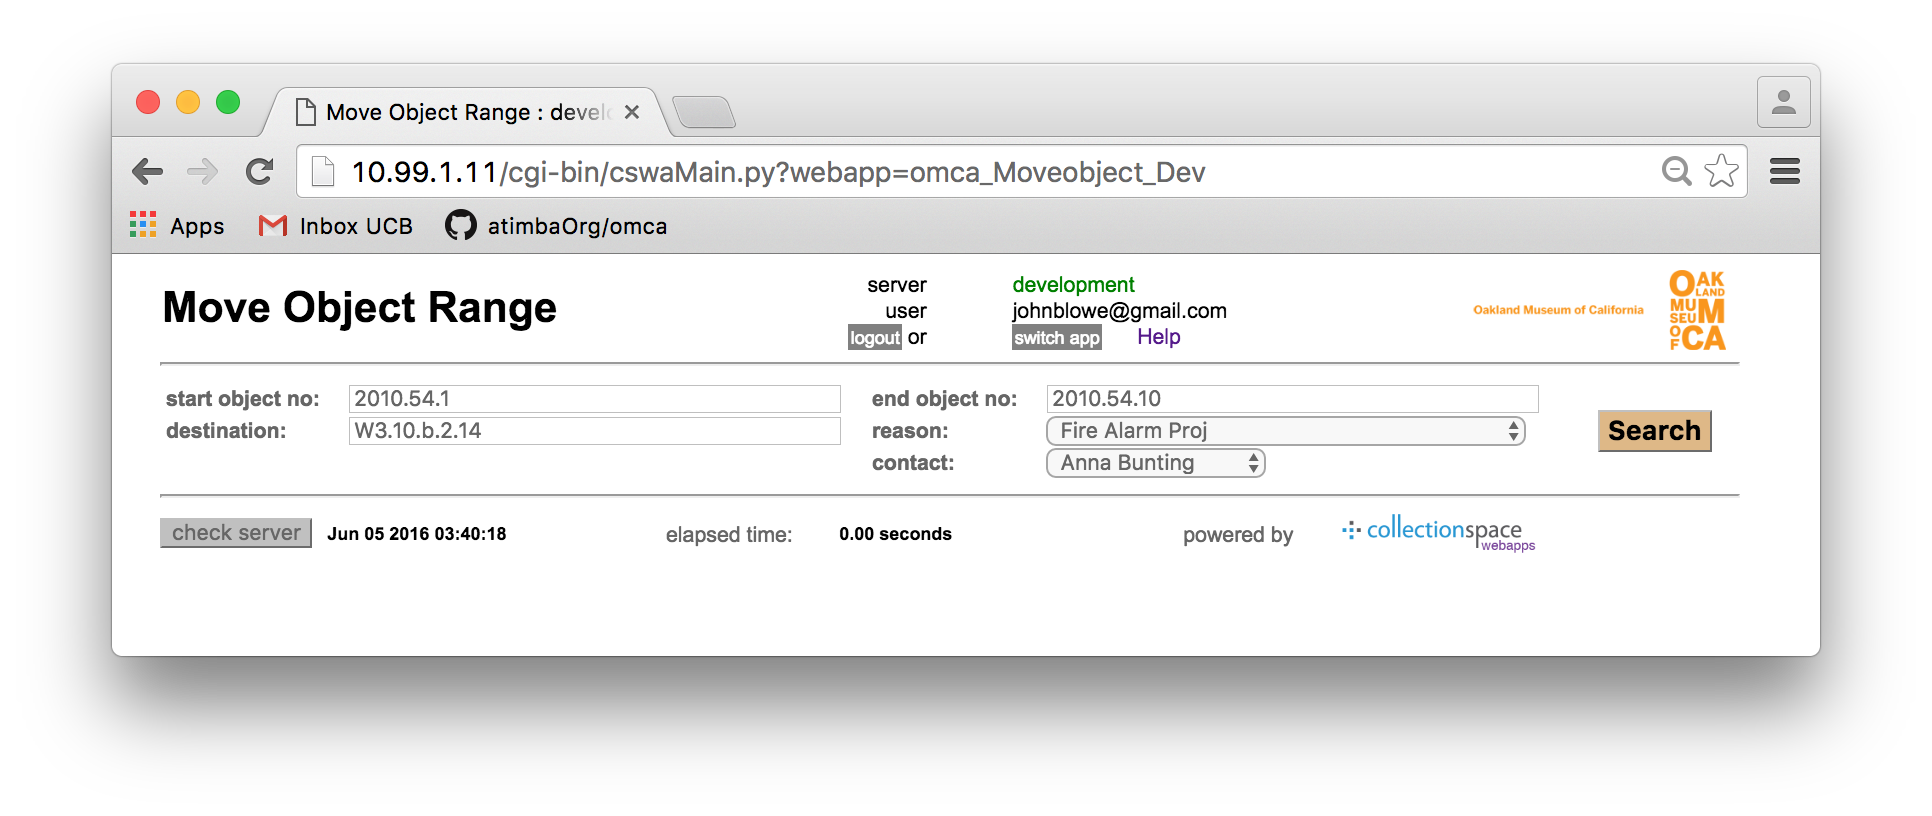 Move Object Range : devel
10.99.1.11/cgi-bin/cswaMain.py?webapp=omca_Moveobject_Dev
Apps Inbox UCB atimbaOrg/omca
Move Object Range
server development
user johnblowe@gmail.com
logout or switch app Help
Oakland Museum of California
OAK
LAND
MUM
SEU
OF CA
start object no: 2010.54.1 end object no: 2010.54.10
destination: W3.10.b.2.14 reason: Fire Alarm Proj
Search
contact: Anna Bunting
check server Jun 05 2016 03:40:18 elapsed time: 0.00 seconds powered by collectionspace
webapps